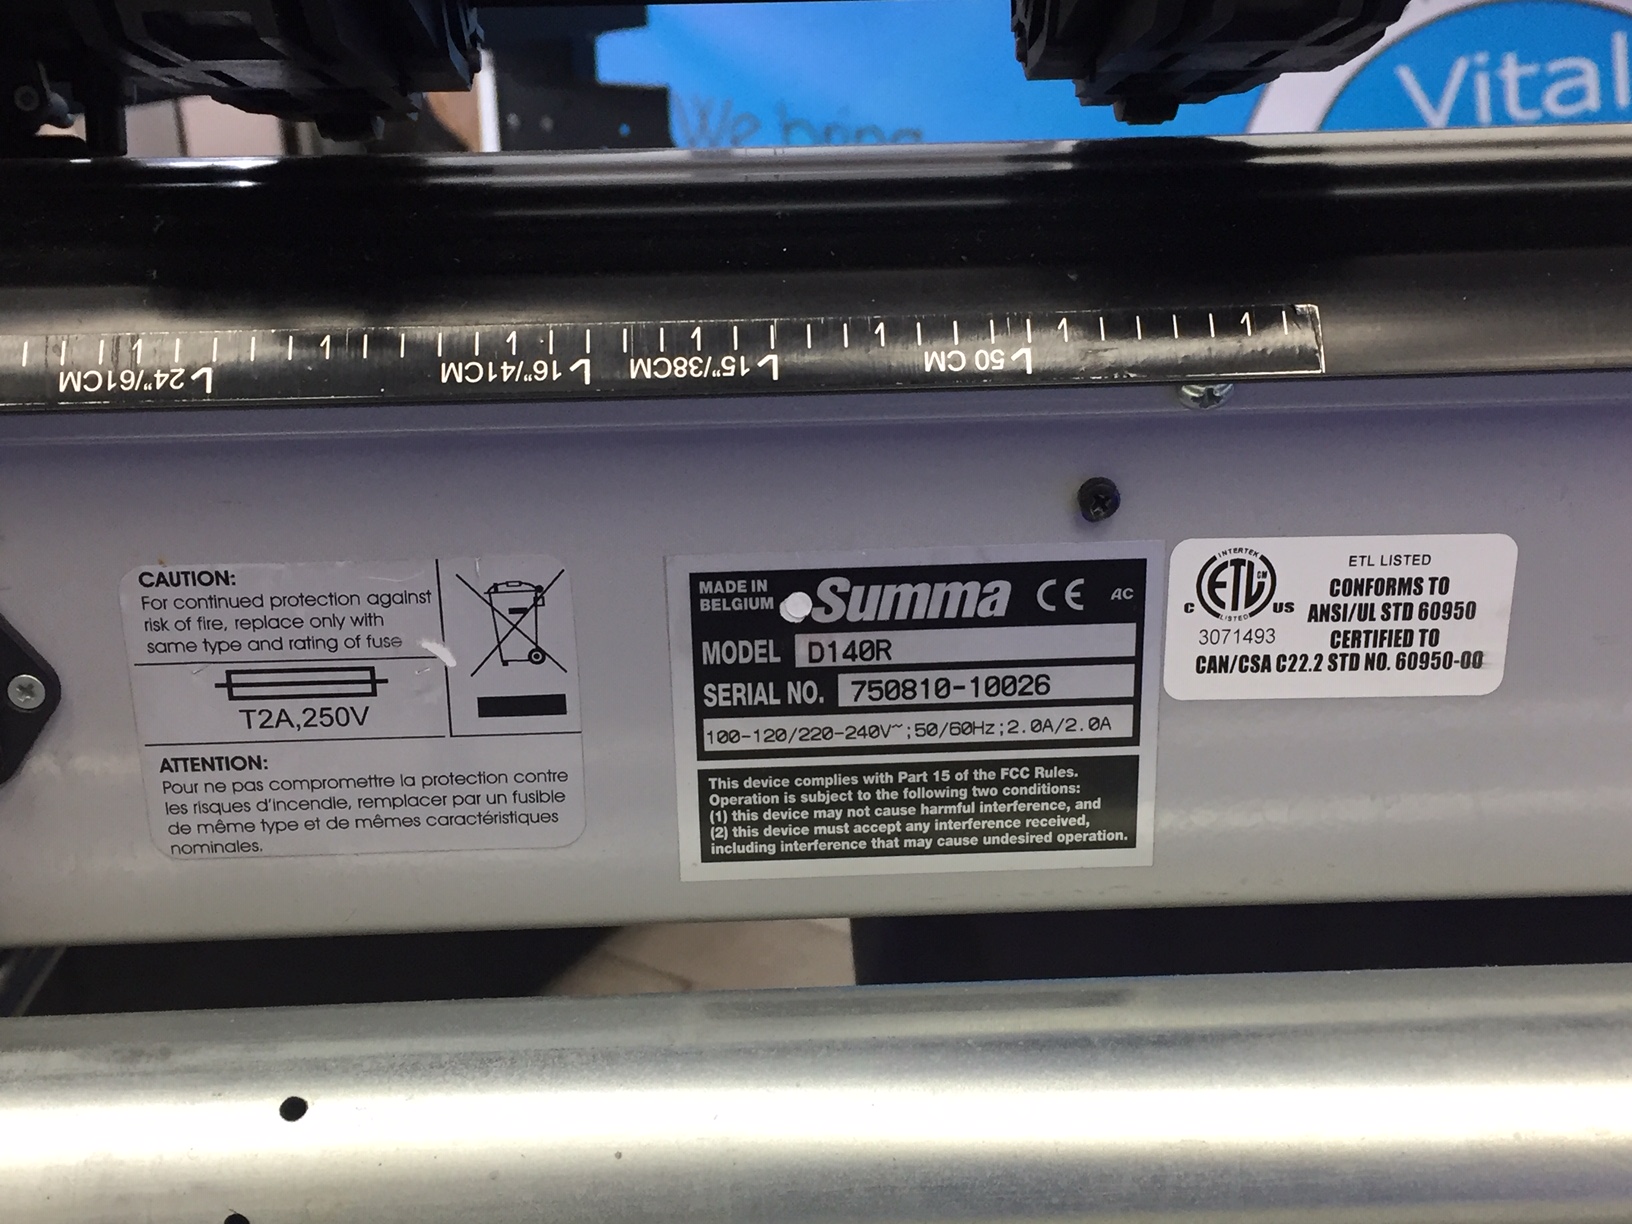 Vital
We bring
24"/61CM
16"/41CM
15"/38CM
50 CM
CAUTION:
For continued protection against
risk of fire, replace only with
same type and rating of fuse
T2A,250V
ATTENTION:
Pour ne pas compromettre la protection contre
les risques d'incendie, remplacer par un fusible
de même type et de mêmes caractéristiques
nominales.
MADE IN
BELGIUM
Summa CE AC
MODEL D140R
SERIAL NO. 750810-10026
100-120/220-240V~;50/60Hz;2.0A/2.0A
This device complies with Part 15 of the FCC Rules.
Operation is subject to the following two conditions:
(1) this device may not cause harmful interference, and
(2) this device must accept any interference received,
including interference that may cause undesired operation.
INTERTEK
ETL CM
LISTED
C US
3071493
ETL LISTED
CONFORMS TO
ANSI/UL STD 60950
CERTIFIED TO
CAN/CSA C22.2 STD NO. 60950-00